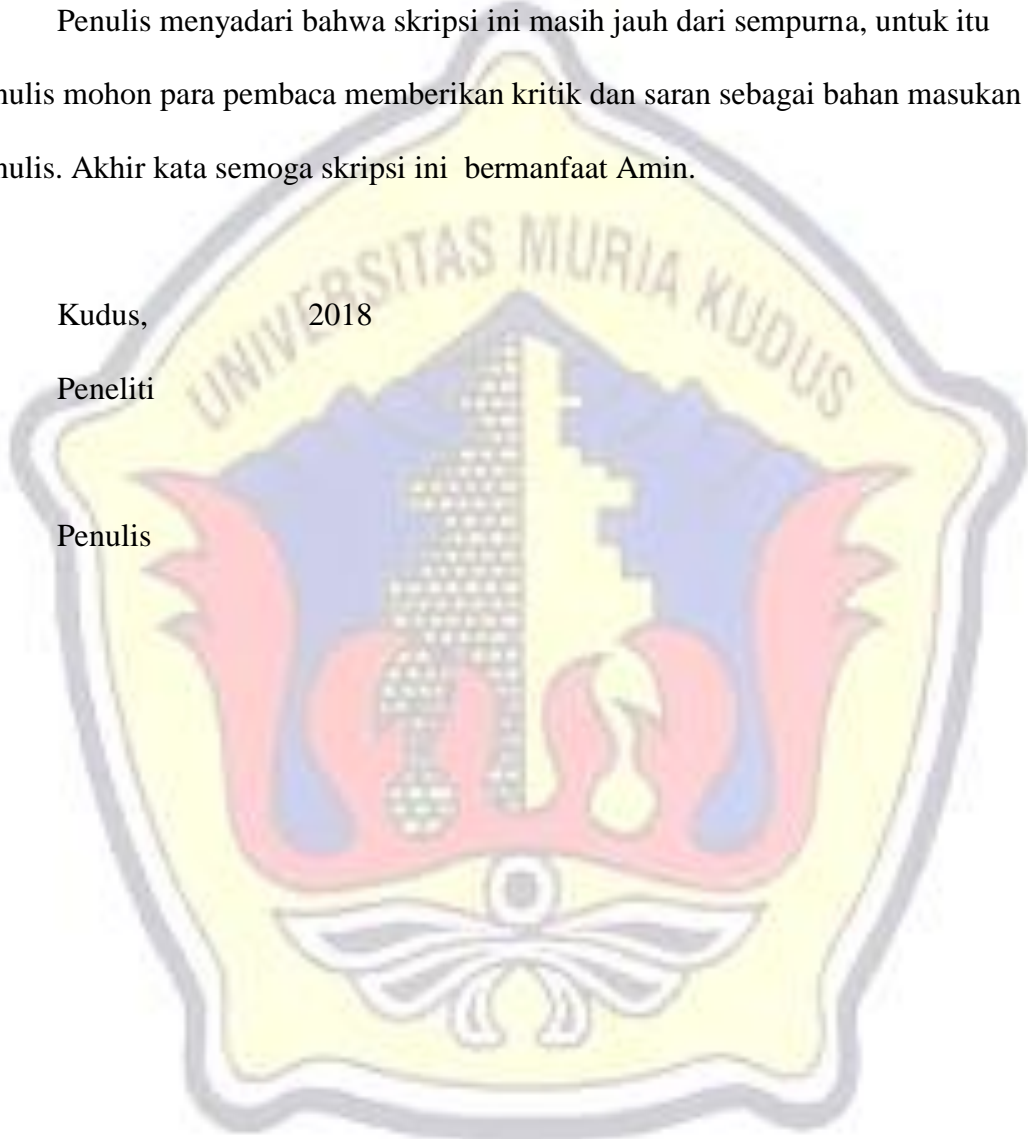 Penulis menyadari bahwa skripsi ini masih jauh dari sempurna, untuk itu
nulis mohon para pembaca memberikan kritik dan saran sebagai bahan masukan
nulis. Akhir kata semoga skripsi ini bermanfaat Amin.
UNIVERSITAS MURIA KUDUS
Kudus, 2018
Peneliti
Penulis